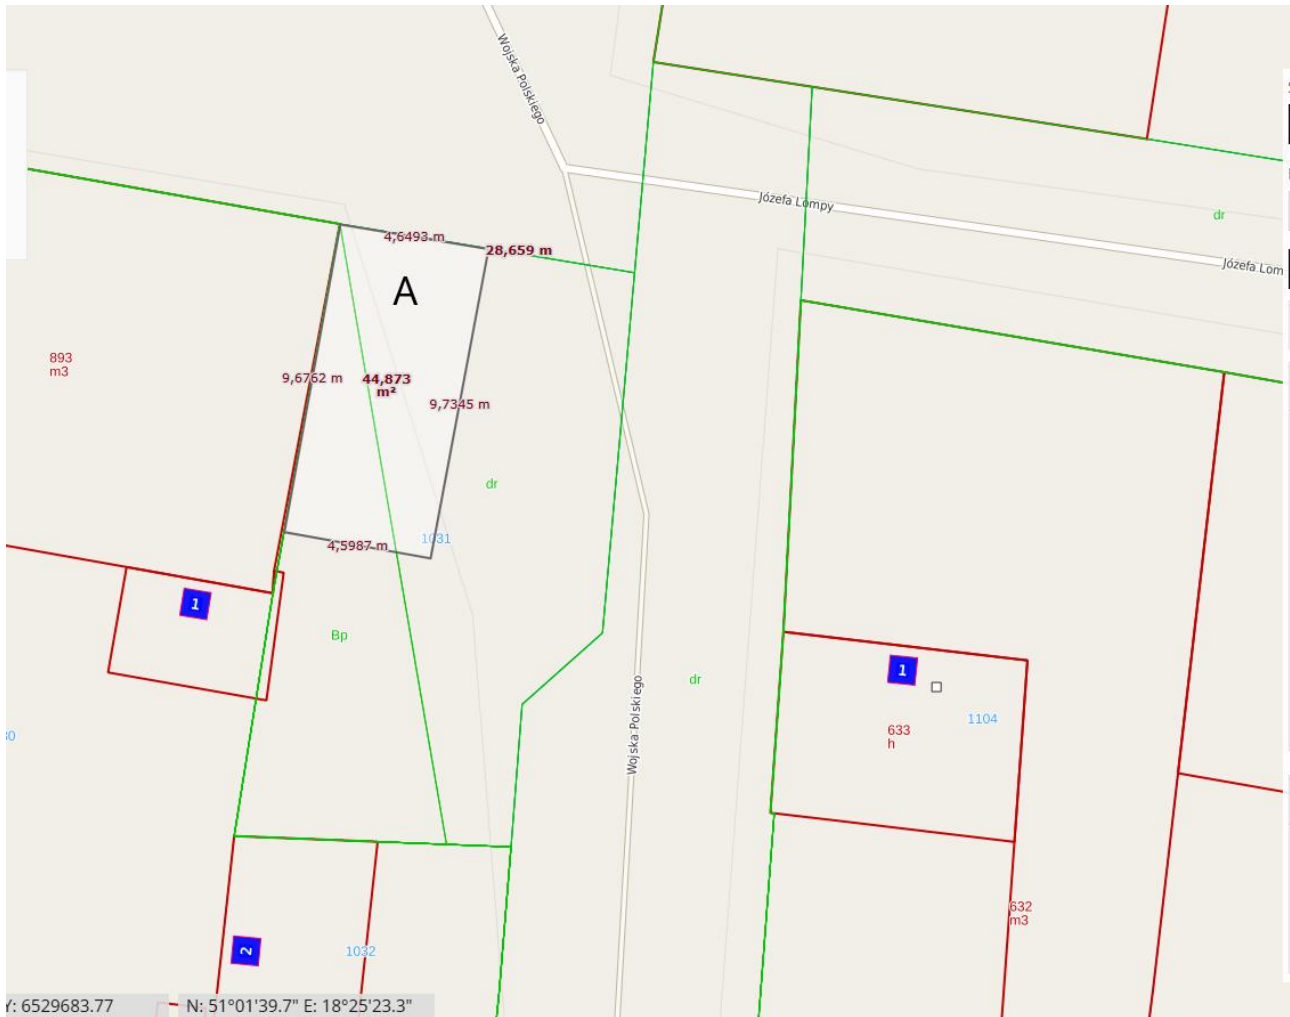 Wojska Polskiego
Józefa Lompy
dr
Józefa Lom
4,6493 m
28,659 m
A
893
m3
9,6762 m
44,873
m²
9,7345 m
dr
1031
4,5987 m
1
Bp
dr
1
1104
633
h
Wojska Polskiego
30
632
m3
2
1032
Y: 6529683.77
N: 51°01'39.7" E: 18°25'23.3"